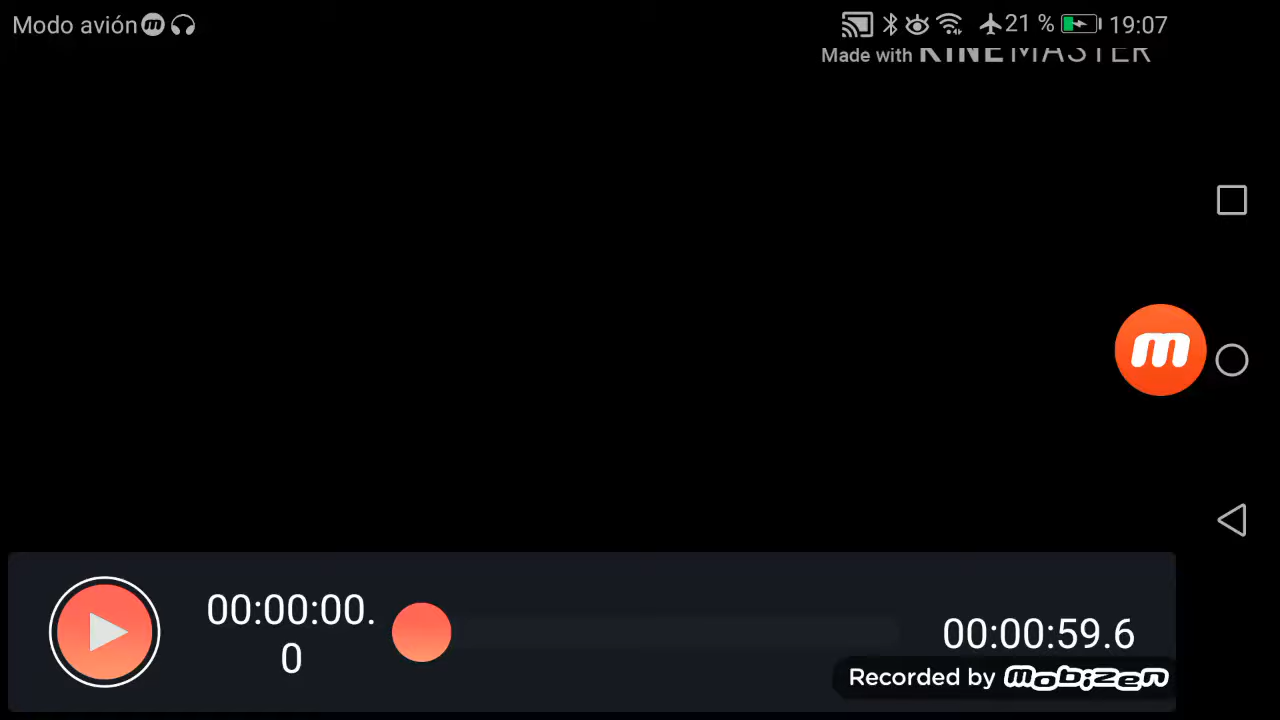 Modo avión 21 % 19:07
Made with KINEMASTER
m
00:00:00.
0
00:00:59.6
Recorded by mobizen